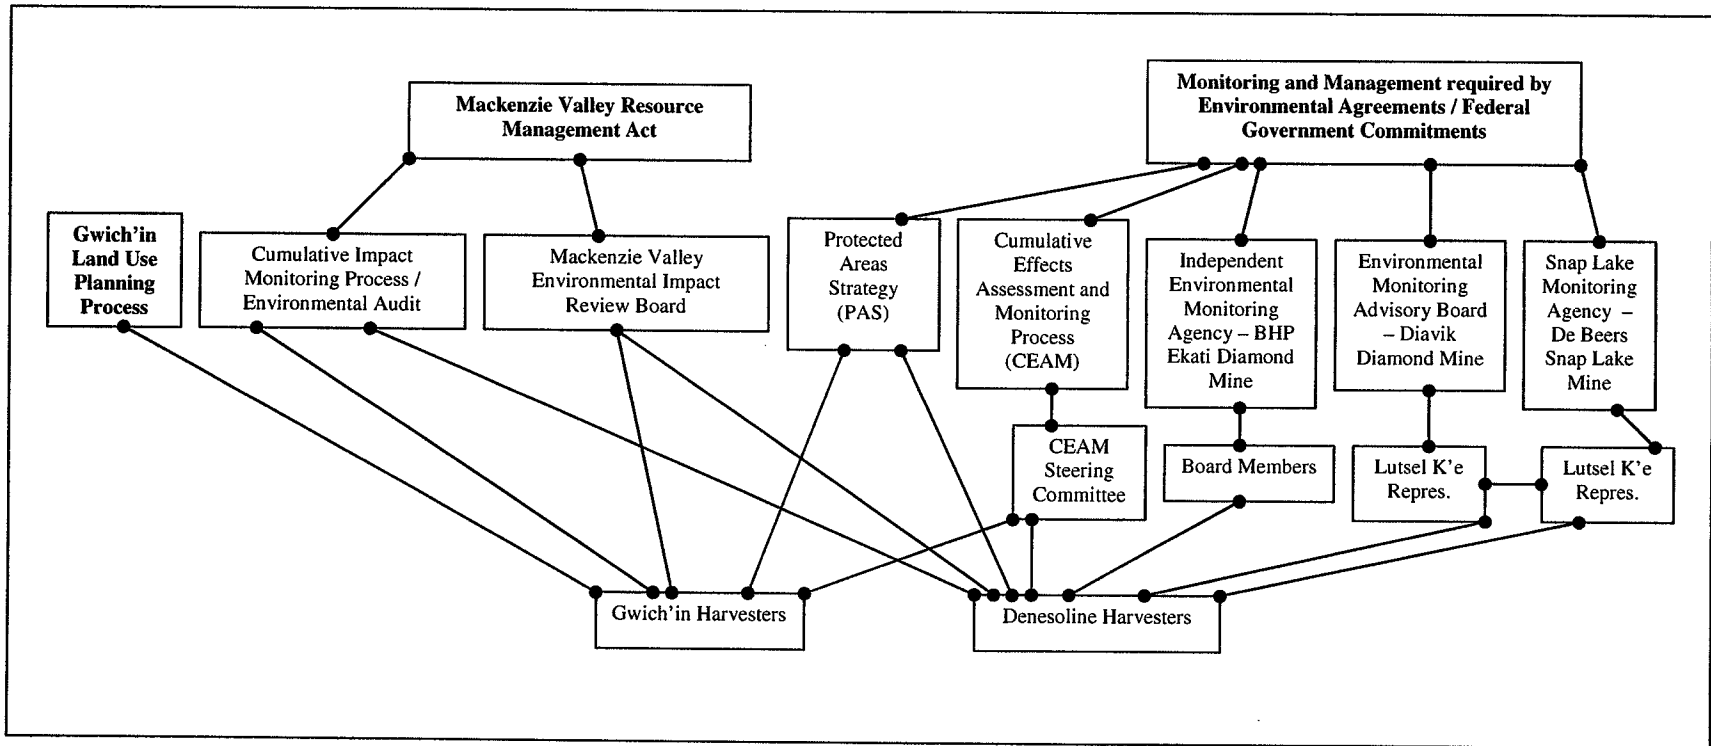 Mackenzie Valley Resource
Management Act
Monitoring and Management required by
Environmental Agreements / Federal
Government Commitments
Gwich'in
Land Use
Planning
Process
Cumulative Impact
Monitoring Process /
Environmental Audit
Mackenzie Valley
Environmental Impact
Review Board
Protected
Areas
Strategy
(PAS)
Cumulative
Effects
Assessment and
Monitoring
Process
(CEAM)
Independent
Environmental
Monitoring
Agency – BHP
Ekati Diamond
Mine
Environmental
Monitoring
Advisory Board
– Diavik
Diamond Mine
Snap Lake
Monitoring
Agency –
De Beers
Snap Lake
Mine
CEAM
Steering
Committee
Board Members
Lutsel K'e
Repres.
Lutsel K'e
Repres.
Gwich'in Harvesters
Denesoline Harvesters